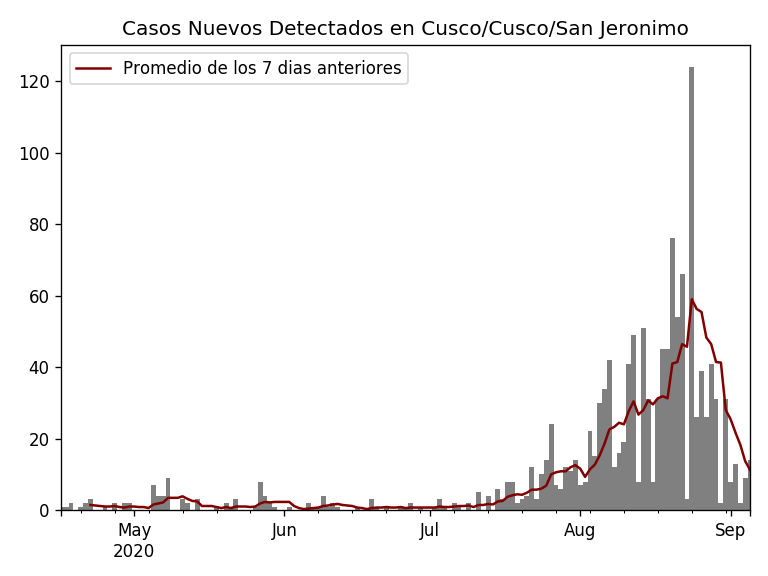 Casos Nuevos Detectados en Cusco/Cusco/San Jeronimo
Promedio de los 7 dias anteriores
120
100
80
60
40
20
0
May Jun Jul Aug Sep
2020